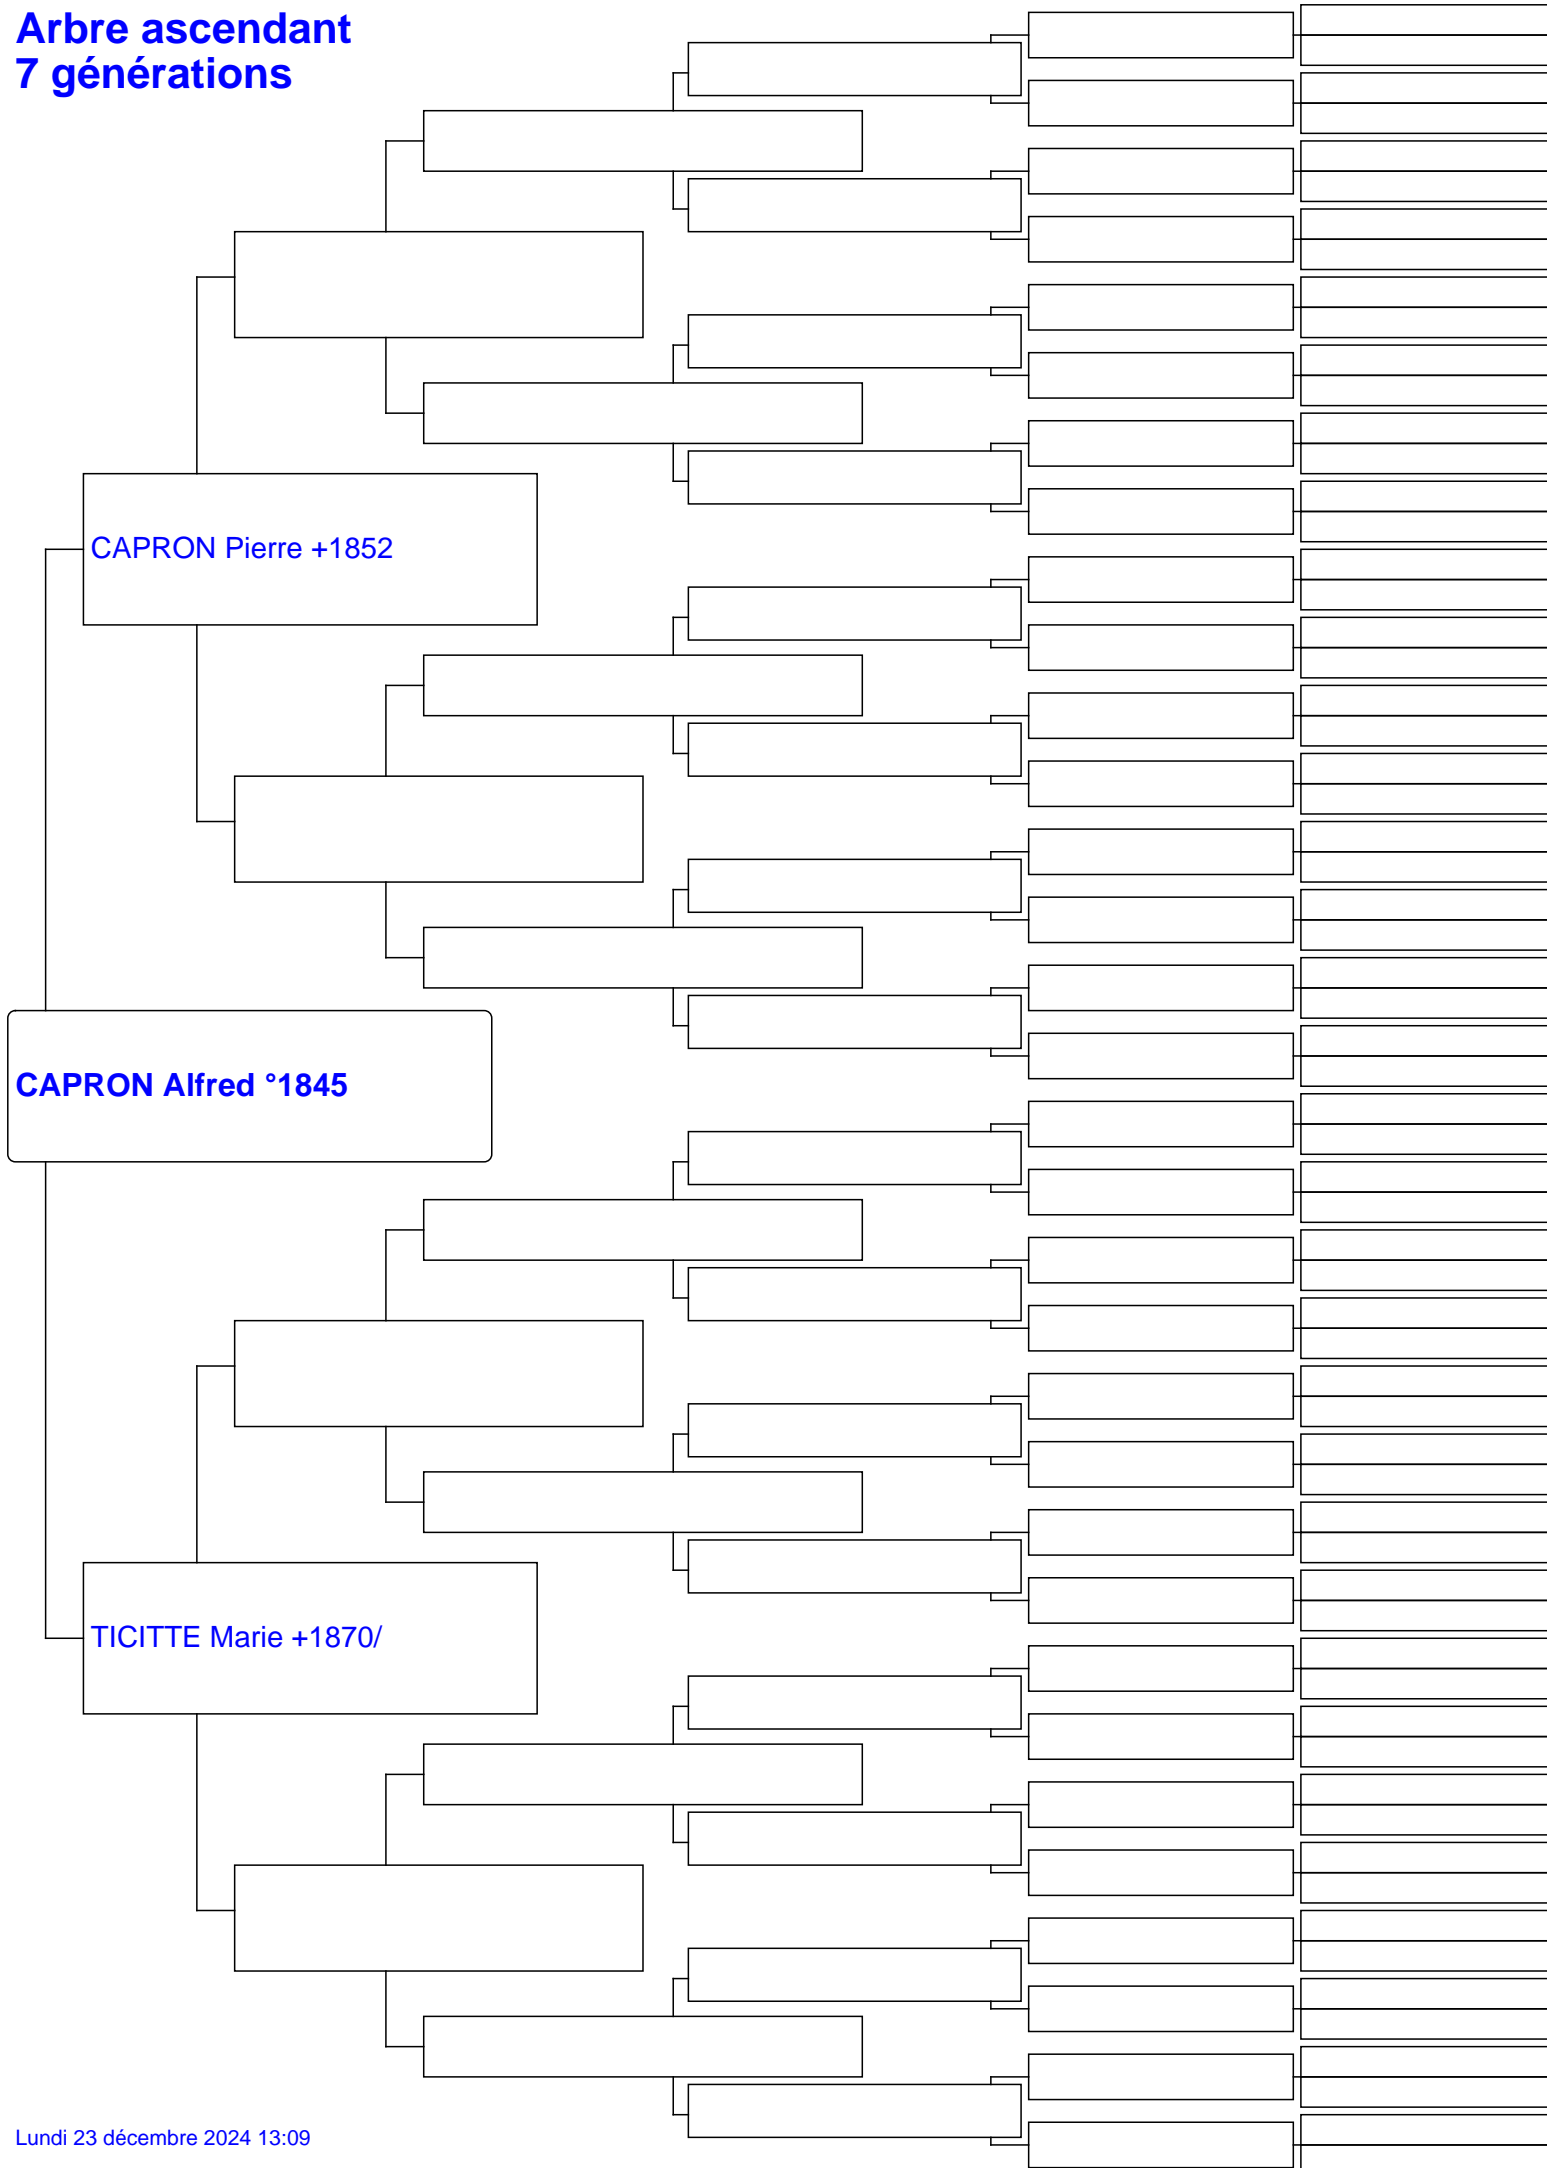 Arbre ascendant
7 générations
CAPRON Pierre +1852
CAPRON Alfred °1845
TICITTE Marie +1870/
Lundi 23 décembre 2024 13:09